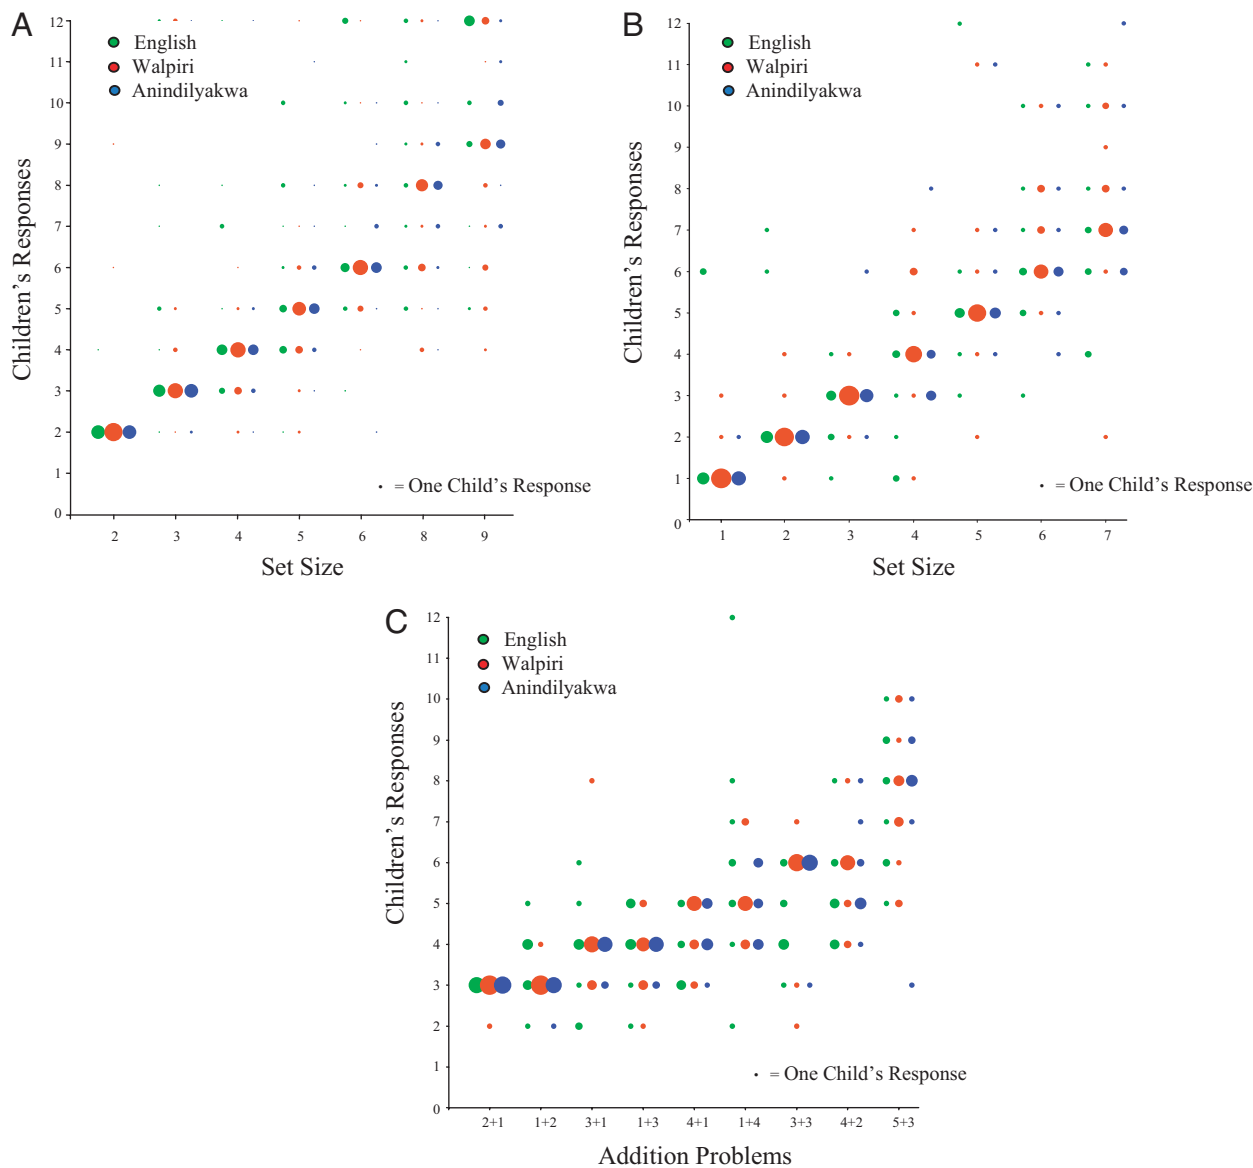 A
English
Walpiri
Anindilyakwa
Children's Responses
12
11
10
9
8
7
6
5
4
3
2
1
0
• = One Child's Response
2 3 4 5 6 8 9
Set Size
B
English
Walpiri
Anindilyakwa
Children's Responses
12
11
10
9
8
7
6
5
4
3
2
1
0
• = One Child's Response
1 2 3 4 5 6 7
Set Size
C
English
Walpiri
Anindilyakwa
Children's Responses
12
11
10
9
8
7
6
5
4
3
2
1
0
• = One Child's Response
2+1 1+2 3+1 1+3 4+1 1+4 3+3 4+2 5+3
Addition Problems